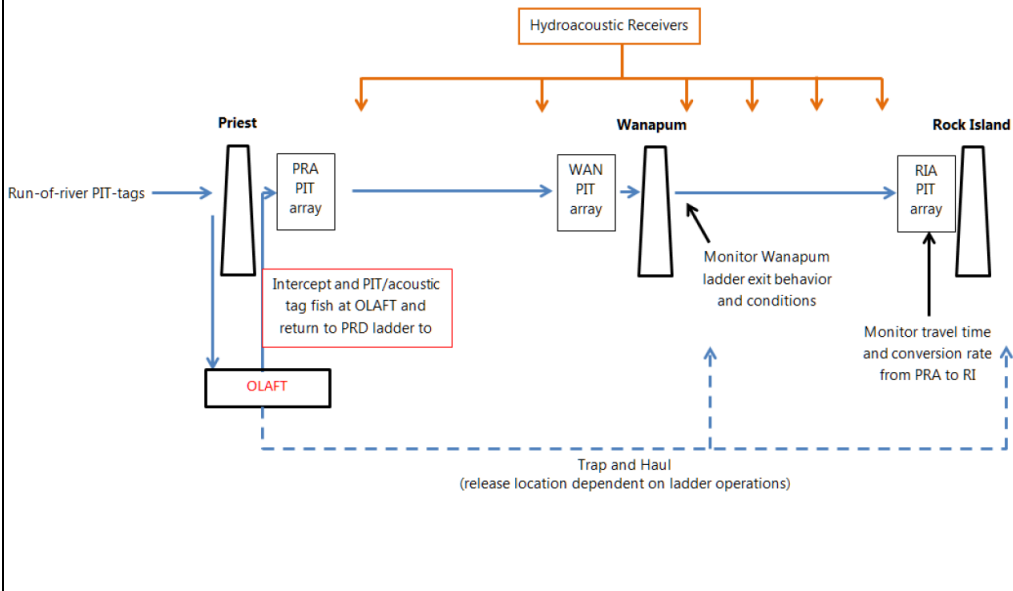 Hydroacoustic Receivers
Priest
Wanapum
Rock Island
Run-of-river PIT-tags
PRA
PIT
array
WAN
PIT
array
RIA
PIT
array
Intercept and PIT/acoustic
tag fish at OLAFT and
return to PRD ladder to
Monitor Wanapum
ladder exit behavior
and conditions
Monitor travel time
and conversion rate
from PRA to RI
OLAFT
Trap and Haul
(release location dependent on ladder operations)